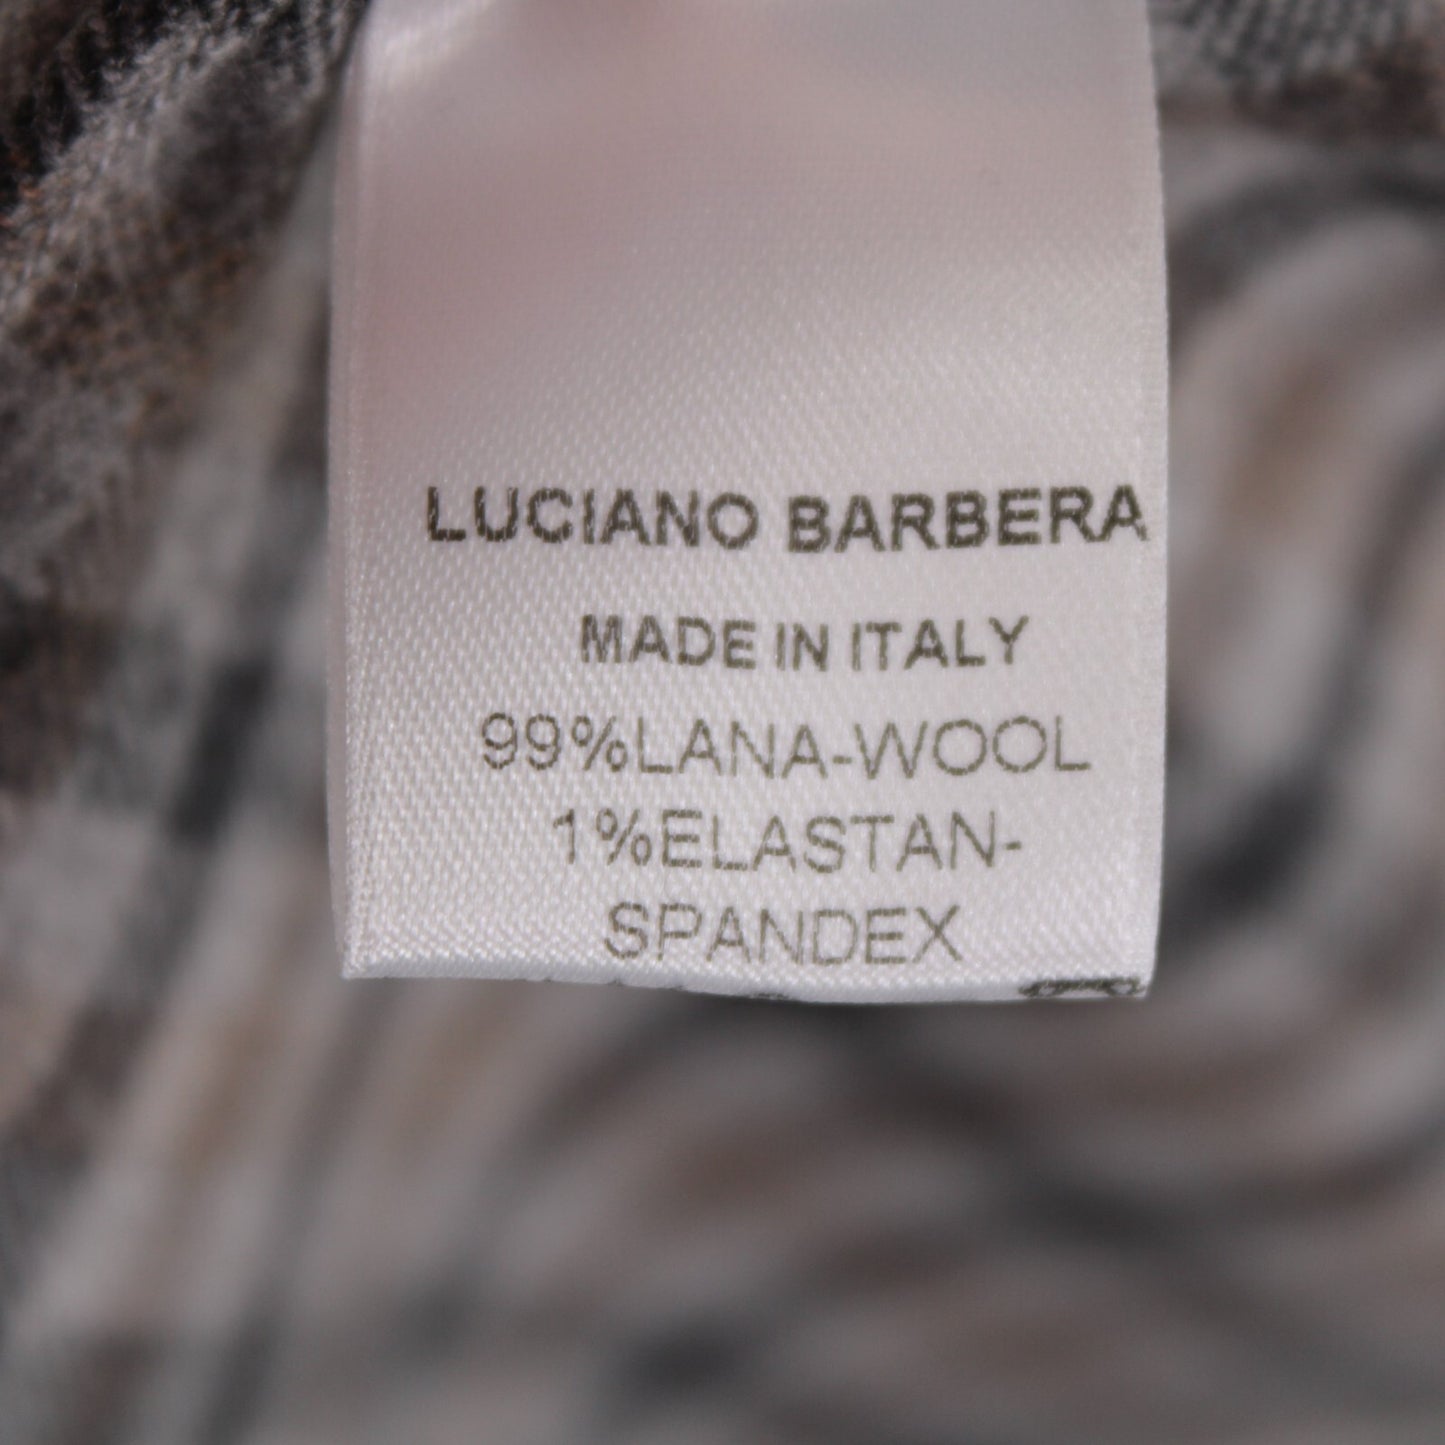 LUCIANO BARBERA
MADE IN ITALY
99%LANA-WOOL
1%ELASTAN-
SPANDEX